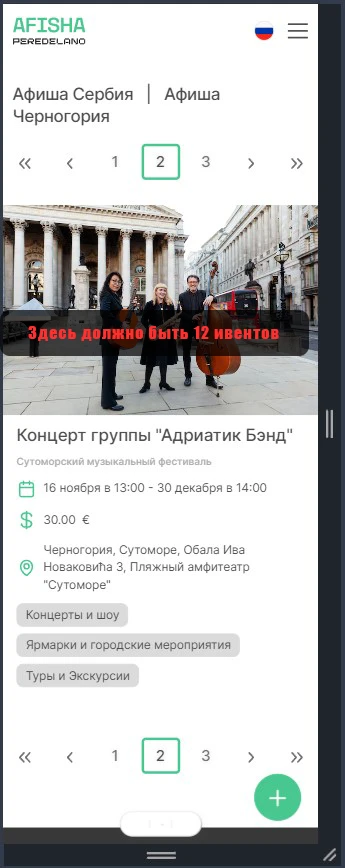 AFISHA
PEREDELANO
Афиша Сербия | Афиша
Черногория
« ‹ 1 2 3 › »
Здесь должно быть 12 ивентов
Концерт группы "Адриатик Бэнд"
Сутоморский музыкальный фестиваль
16 ноября в 13:00 - 30 декабря в 14:00
30.00 €
Черногория, Сутоморе, Обала Ива
Новаковића 3, Пляжный амфитеатр
"Сутоморе"
Концерты и шоу
Ярмарки и городские мероприятия
Туры и Экскурсии
« ‹ 1 2 3 › »
+